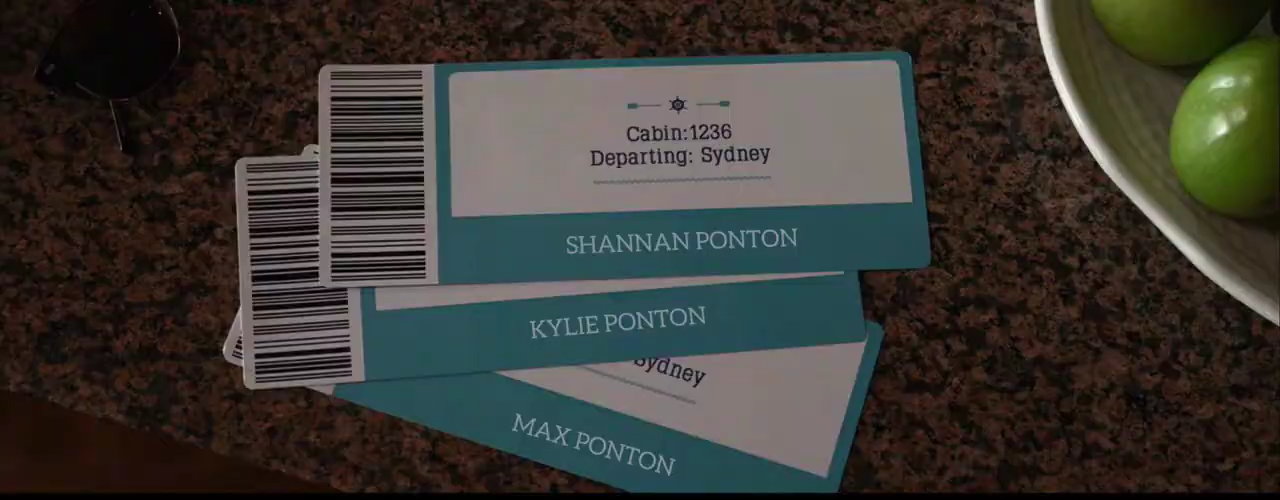 Cabin:1236
Departing: Sydney
SHANNAN PONTON
KYLIE PONTON
Sydney
MAX PONTON